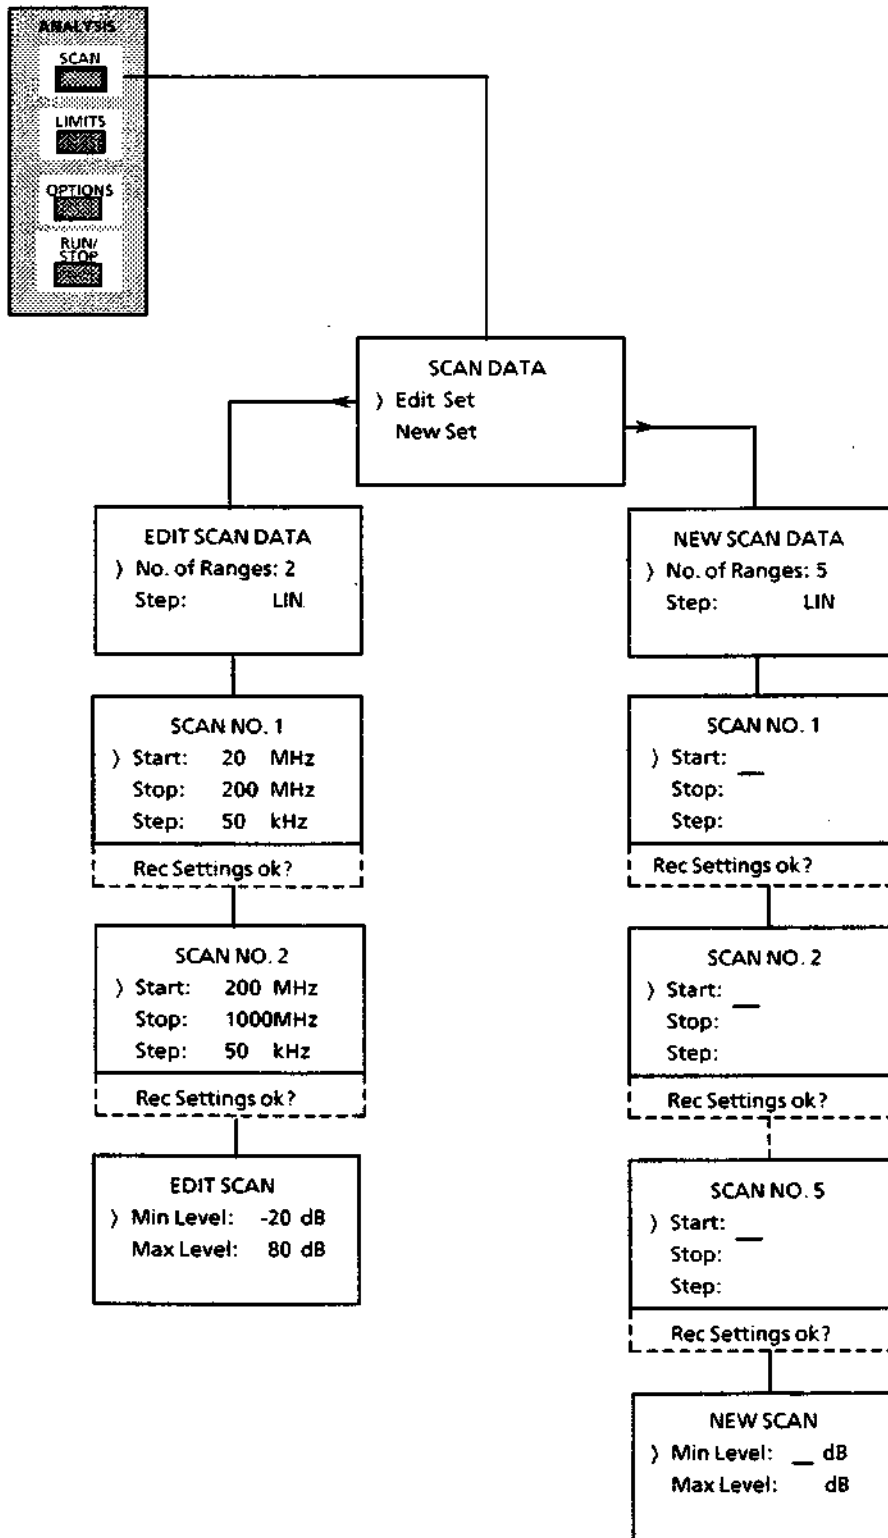 ANALYSIS
SCAN
LIMITS
OPTIONS
RUN/
STOP
SCAN DATA
⟩ Edit Set
New Set
EDIT SCAN DATA
⟩ No. of Ranges: 2
Step: LIN
SCAN NO. 1
⟩ Start: 20 MHz
Stop: 200 MHz
Step: 50 kHz
Rec Settings ok?
SCAN NO. 2
⟩ Start: 200 MHz
Stop: 1000MHz
Step: 50 kHz
Rec Settings ok?
EDIT SCAN
⟩ Min Level: -20 dB
Max Level: 80 dB
NEW SCAN DATA
⟩ No. of Ranges: 5
Step: LIN
SCAN NO. 1
⟩ Start: __
Stop:
Step:
Rec Settings ok?
SCAN NO. 2
⟩ Start: __
Stop:
Step:
Rec Settings ok?
SCAN NO. 5
⟩ Start: __
Stop:
Step:
Rec Settings ok?
NEW SCAN
⟩ Min Level: __ dB
Max Level: dB